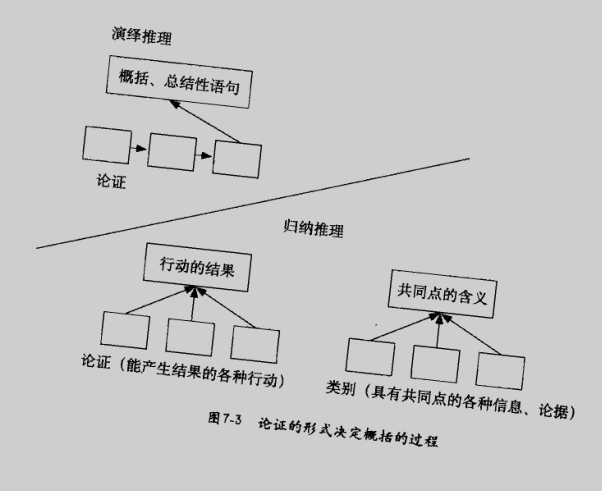 演绎推理
概括、总结性语句
论证
归纳推理
行动的结果
共同点的含义
论证（能产生结果的各种行动）
类别（具有共同点的各种信息、论据）
图7-3 论证的形式决定概括的过程